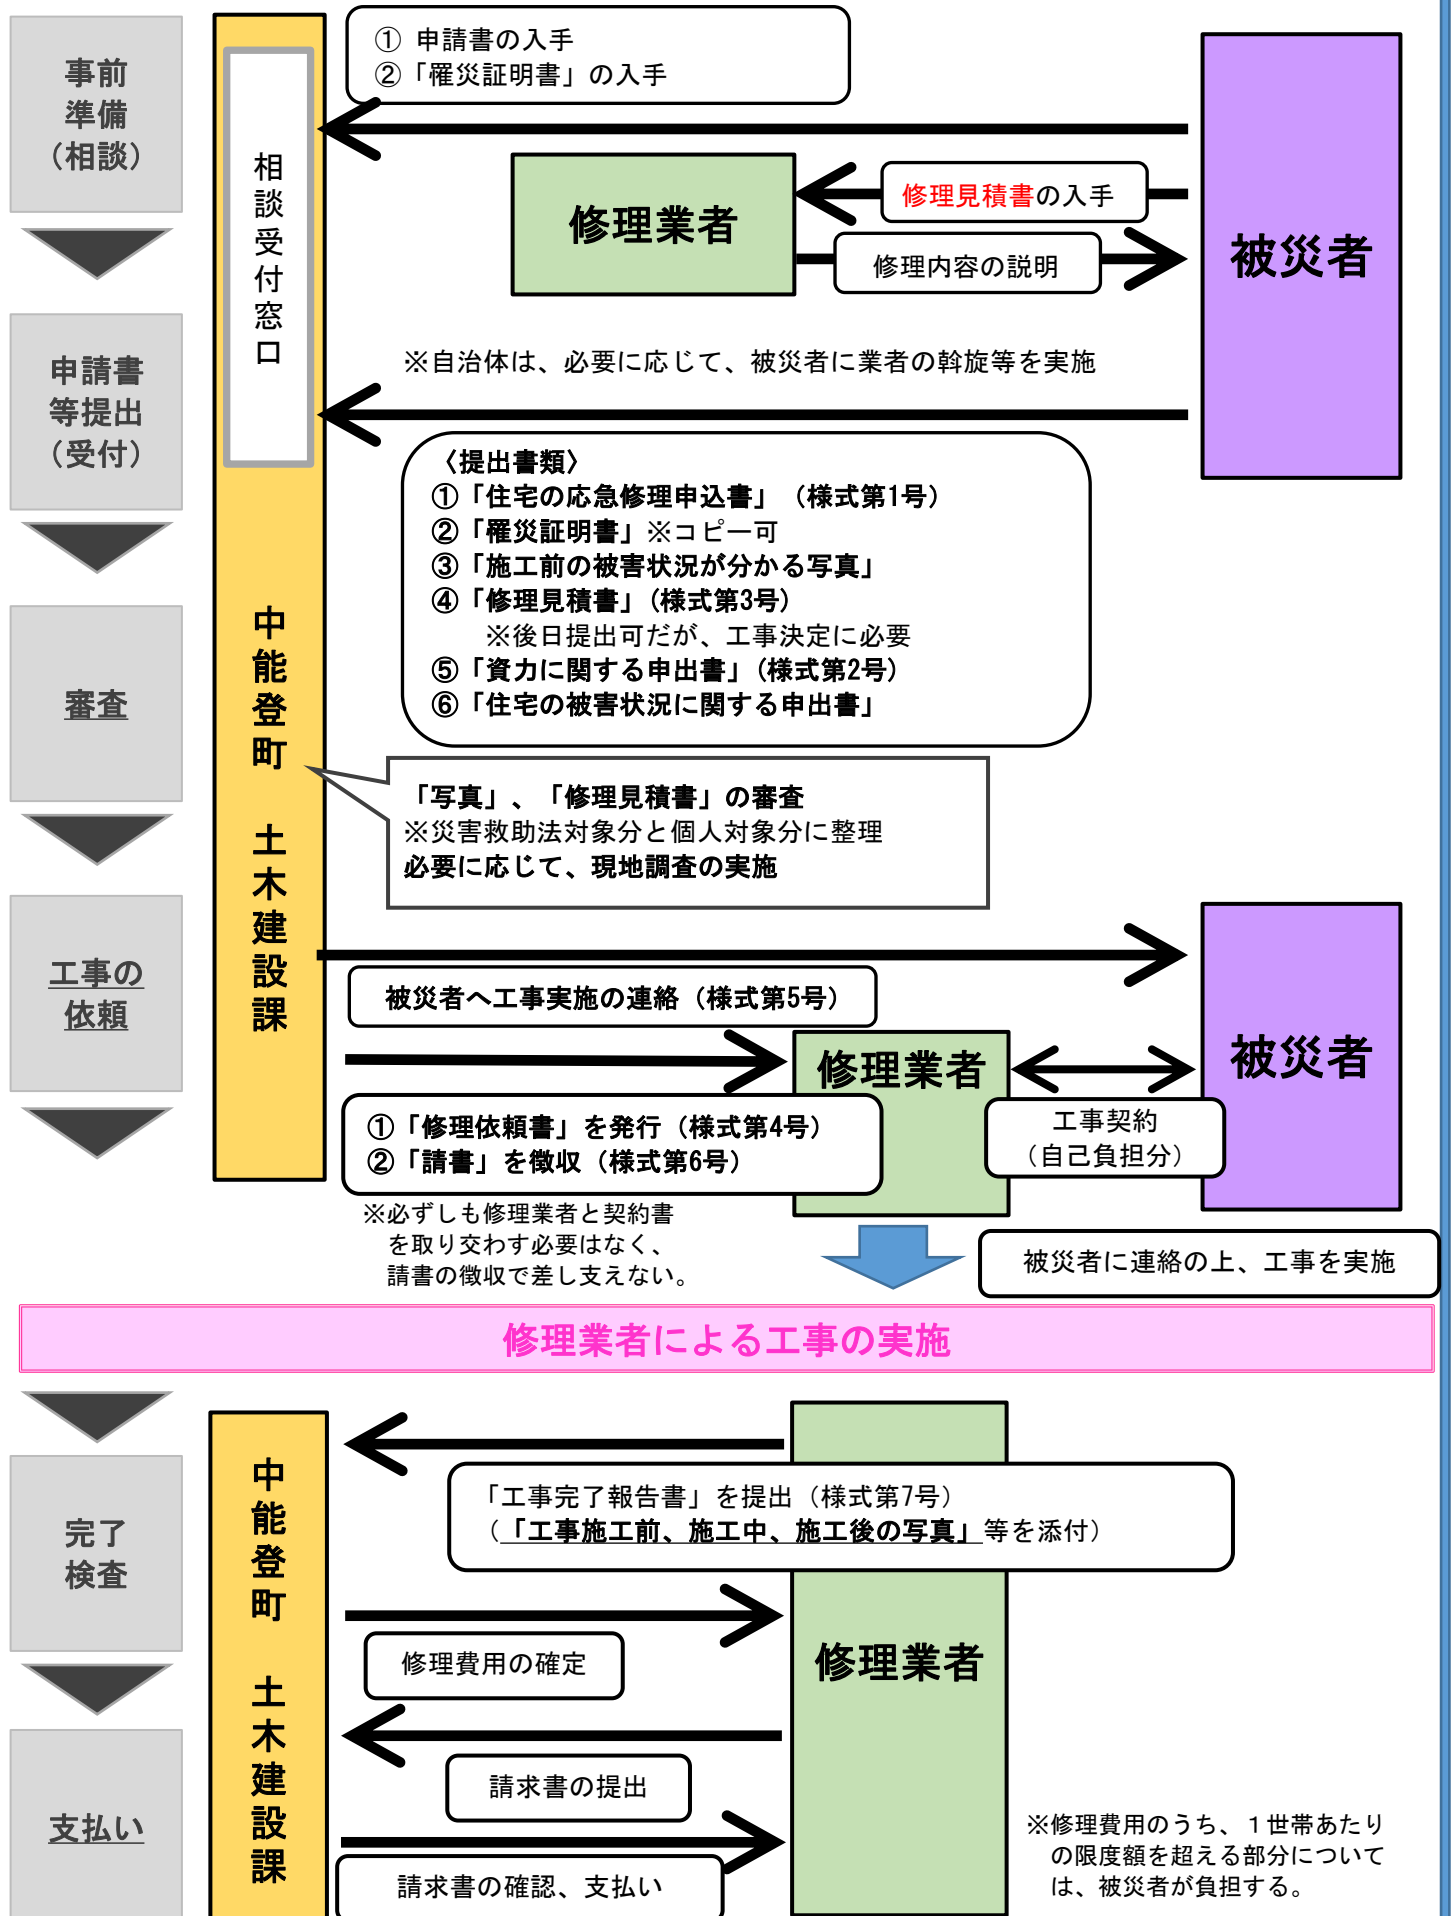 ① 申請書の入手
②「罹災証明書」の入手
事前
準備
（相談）
相談受付窓口
修理業者
修理見積書の入手
修理内容の説明
被災者
※自治体は、必要に応じて、被災者に業者の斡旋等を実施
申請書
等提出
（受付）
〈提出書類〉
①「住宅の応急修理申込書」（様式第1号）
②「罹災証明書」※コピー可
③「施工前の被害状況が分かる写真」
④「修理見積書」(様式第3号)
※後日提出可だが、工事決定に必要
⑤「資力に関する申出書」(様式第2号)
⑥「住宅の被害状況に関する申出書」
審査
中能登町 土木建設課
「写真」、「修理見積書」の審査
※災害救助法対象分と個人対象分に整理
必要に応じて、現地調査の実施
工事の
依頼
被災者へ工事実施の連絡（様式第5号）
修理業者
被災者
①「修理依頼書」を発行（様式第4号）
②「請書」を徴収（様式第6号）
工事契約
（自己負担分）
※必ずしも修理業者と契約書
を取り交わす必要はなく、
請書の徴収で差し支えない。
被災者に連絡の上、工事を実施
修理業者による工事の実施
完了
検査
中能登町 土木建設課
「工事完了報告書」を提出（様式第7号）
（「工事施工前、施工中、施工後の写真」等を添付）
修理業者
修理費用の確定
請求書の提出
支払い
請求書の確認、支払い
※修理費用のうち、１世帯あたり
の限度額を超える部分について
は、被災者が負担する。